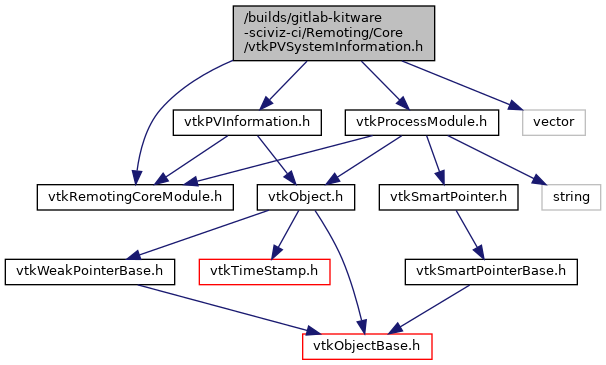 /builds/gitlab-kitware
-sciviz-ci/Remoting/Core
/vtkPVSystemInformation.h
vtkPVInformation.h
vtkProcessModule.h
vector
vtkRemotingCoreModule.h
vtkObject.h
vtkSmartPointer.h
string
vtkWeakPointerBase.h
vtkTimeStamp.h
vtkSmartPointerBase.h
vtkObjectBase.h